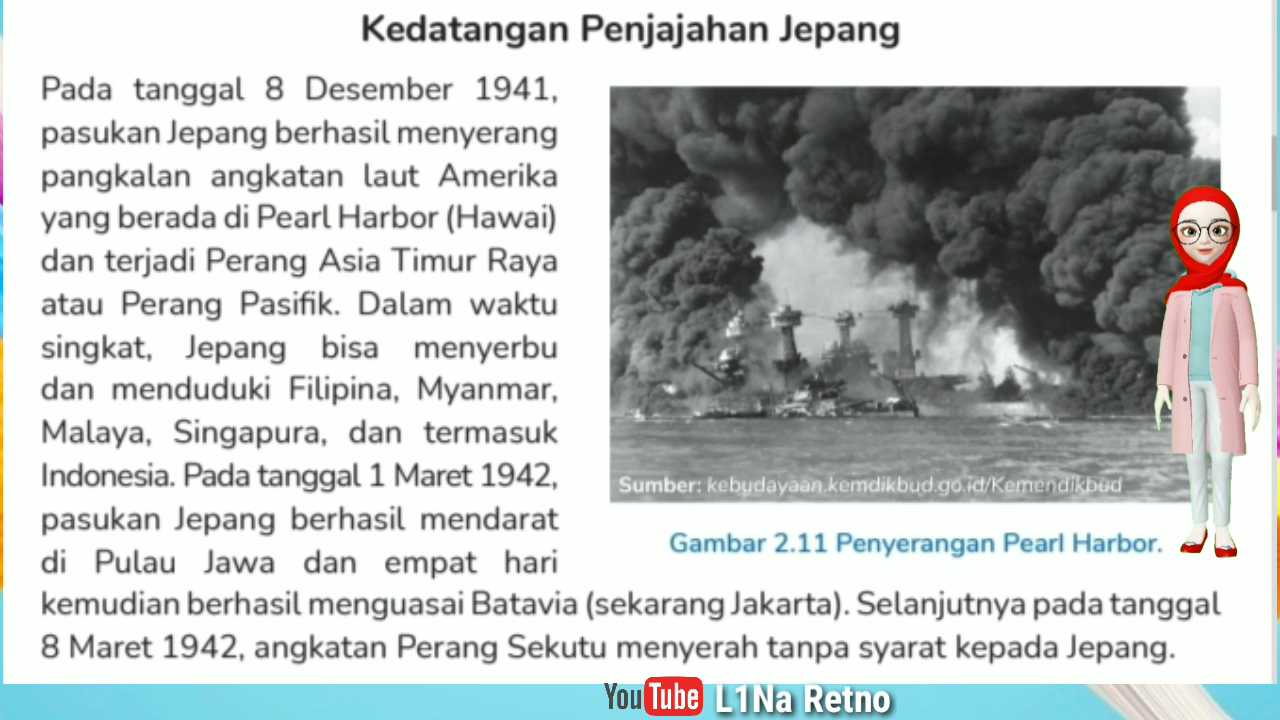 Kedatangan Penjajahan Jepang
Pada tanggal 8 Desember 1941,
pasukan Jepang berhasil menyerang
pangkalan angkatan laut Amerika
yang berada di Pearl Harbor (Hawai)
dan terjadi Perang Asia Timur Raya
atau Perang Pasifik. Dalam waktu
singkat, Jepang bisa menyerbu
dan menduduki Filipina, Myanmar,
Malaya, Singapura, dan termasuk
Indonesia. Pada tanggal 1 Maret 1942,
pasukan Jepang berhasil mendarat
di Pulau Jawa dan empat hari
kemudian berhasil menguasai Batavia (sekarang Jakarta). Selanjutnya pada tanggal
8 Maret 1942, angkatan Perang Sekutu menyerah tanpa syarat kepada Jepang.
Sumber: kebudayaan.kemdikbud.go.id/Kemendikbud
Gambar 2.11 Penyerangan Pearl Harbor.
YouTube L1Na Retno